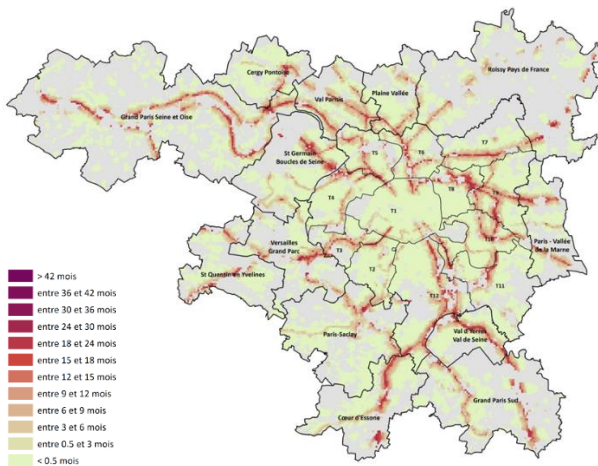 Cergy Pontoise
Roissy Pays de France
Plaine Vallée
Val Parisis
Grand Paris Seine et Oise
St Germain
Boucles de Seine
T5
T6
T7
T8
T9
T4
T1
Versailles
Grand Parc
T3
T2
T10
Paris - Vallée
de la Marne
St Quentin en Yvelines
T11
T12
Paris-Saclay
Val d'Yerres
Val de Seine
Grand Paris Sud
Cœur d'Essone
> 42 mois
entre 36 et 42 mois
entre 30 et 36 mois
entre 24 et 30 mois
entre 18 et 24 mois
entre 15 et 18 mois
entre 12 et 15 mois
entre 9 et 12 mois
entre 6 et 9 mois
entre 3 et 6 mois
entre 0.5 et 3 mois
< 0.5 mois